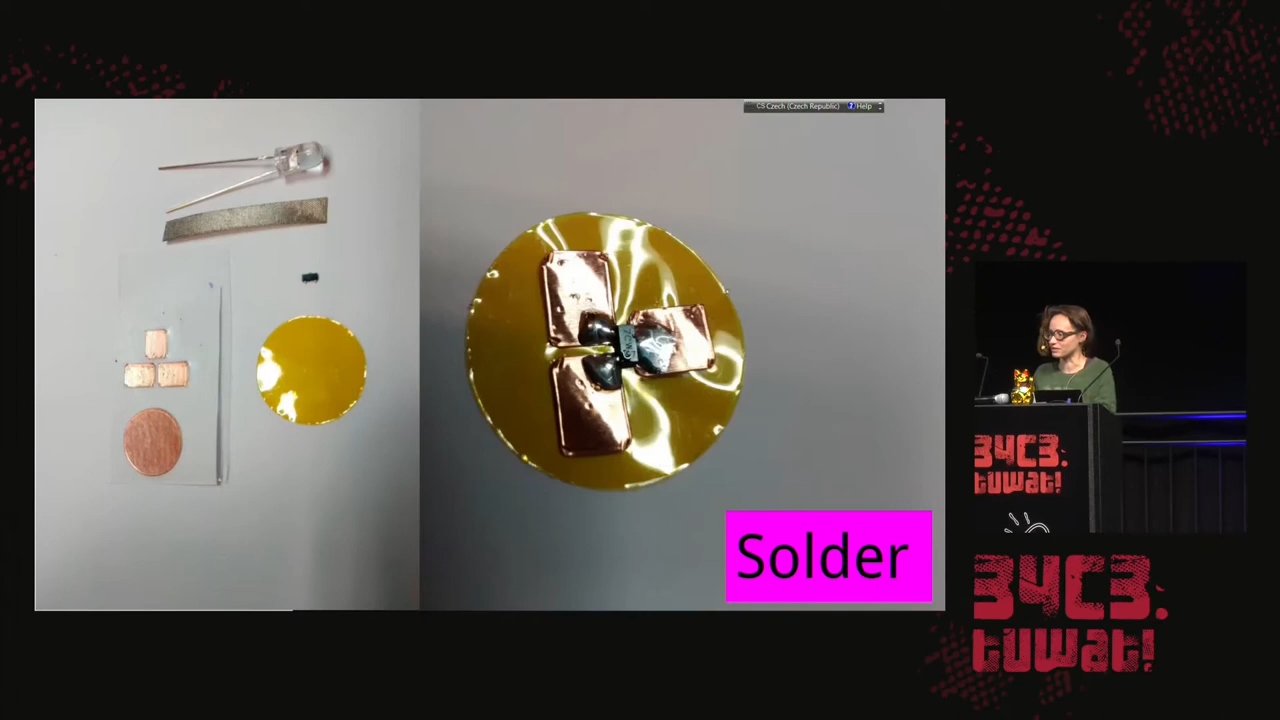 CS Czech (Czech Republic) ? Help
Solder
34C3.
tuwat!
34C3.
tuwat!